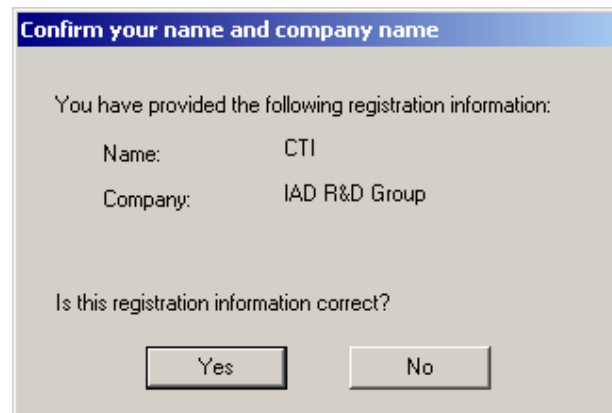 Confirm your name and company name
You have provided the following registration information:
Name: CTI
Company: IAD R&D Group
Is this registration information correct?
Yes No